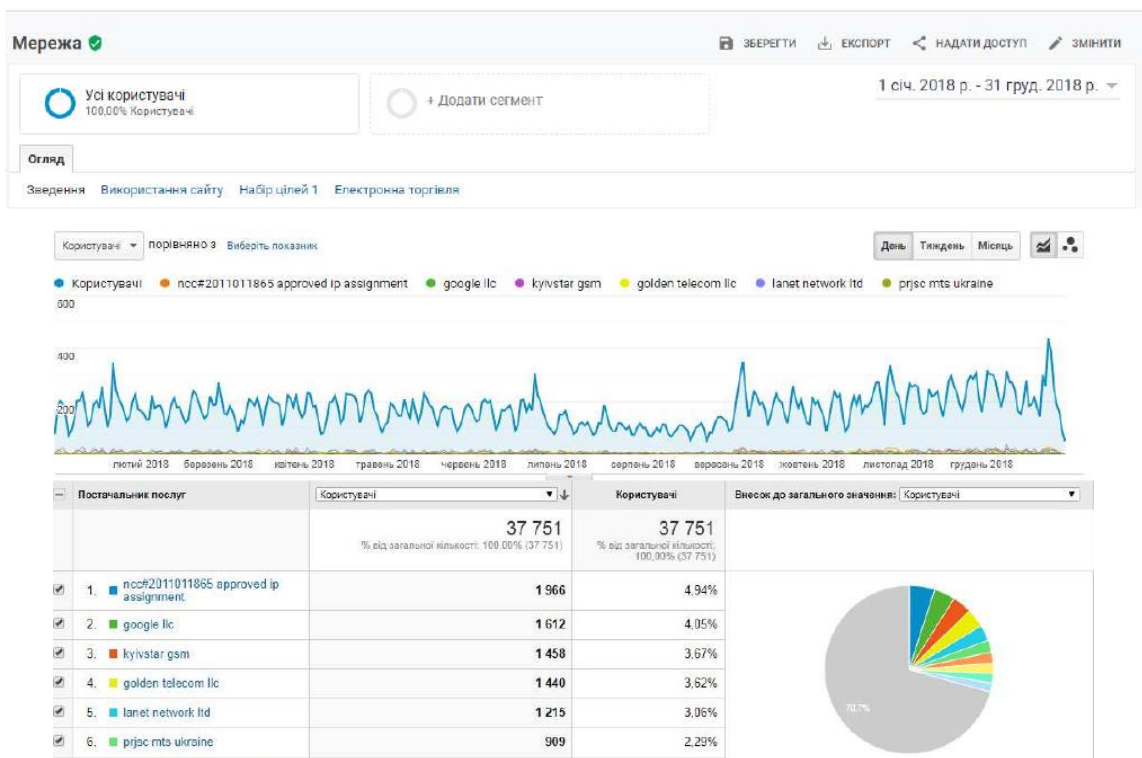 Мережа
ЗБЕРЕГТИ ЕКСПОРТ НАДАТИ ДОСТУП ЗМІНИТИ
Усі користувачі
100,00% Користувачі
+ Додати сегмент
1 січ. 2018 р. - 31 груд. 2018 р.
Огляд
Зведення Використання сайту Набір цілей 1 Електронна торгівля
Користувачі порівняно з Виберіть показник
День Тиждень Місяць
Користувачі ncc#2011011865 approved ip assignment google llc kyivstar gsm golden telecom llc lanet network ltd prjsc mts ukraine
600
400
200
лютий 2018 березень 2018 квітень 2018 травень 2018 червень 2018 липень 2018 серпень 2018 вересень 2018 жовтень 2018 листопад 2018 грудень 2018
Постачальник послуг Користувачі Користувачі Внесок до загального значення: Користувачі
37 751 37 751
% від загальної кількості: 100,00% (37 751) % від загальної кількості:
100,00% (37 751)
1. ncc#2011011865 approved ip
assignment 1 966 4,94%
2. google llc 1 612 4,05%
3. kyivstar gsm 1 458 3,67%
4. golden telecom llc 1 440 3,62%
5. lanet network ltd 1 215 3,06%
6. prjsc mts ukraine 909 2,29%
70,7%